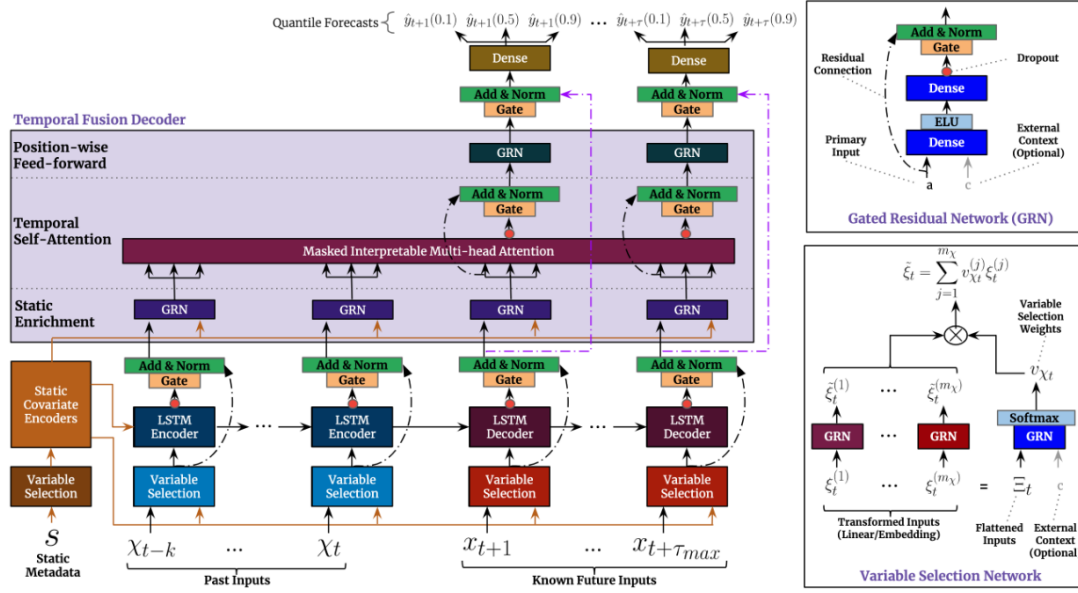 Quantile Forecasts { ŷt+1(0.1) ŷt+1(0.5) ŷt+1(0.9) ... ŷt+τ(0.1) ŷt+τ(0.5) ŷt+τ(0.9)
Dense Dense
Add & Norm Add & Norm
Gate Gate
Temporal Fusion Decoder
Position-wise
Feed-forward
GRN GRN
Add & Norm Add & Norm
Gate Gate
Temporal
Self-Attention
Masked Interpretable Multi-head Attention
Static
Enrichment
GRN GRN GRN GRN
Add & Norm Add & Norm Add & Norm Add & Norm
Gate Gate Gate Gate
Static
Covariate
Encoders
LSTM
Encoder
...
LSTM
Encoder
LSTM
Decoder
...
LSTM
Decoder
Variable
Selection
Variable
Selection
Variable
Selection
Variable
Selection
Variable
Selection
s
Static
Metadata
χt−k ... χt xt+1 ... xt+τmax
Past Inputs Known Future Inputs
Add & Norm
Gate
Residual
Connection
Dropout
Dense
ELU
Dense
Primary
Input
External
Context
(Optional)
a c
Gated Residual Network (GRN)
ξ̃t = ∑j=1mχ vχt(j) ξ̃t(j)
Variable
Selection
Weights
⊗
vχt
ξ̃t(1) ... ξ̃t(mχ)
Softmax
GRN ... GRN GRN
ξt(1) ... ξt(mχ) = Ξt c
Transformed Inputs
(Linear/Embedding)
Flattened
Inputs
External
Context
(Optional)
Variable Selection Network